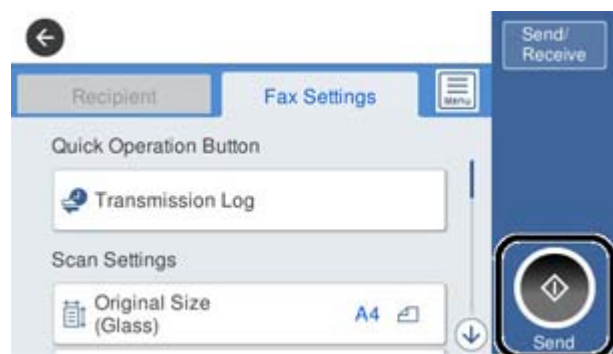 Send/
Receive
Recipient
Fax Settings
Menu
Quick Operation Button
Transmission Log
Scan Settings
Original Size
(Glass)
A4
Send